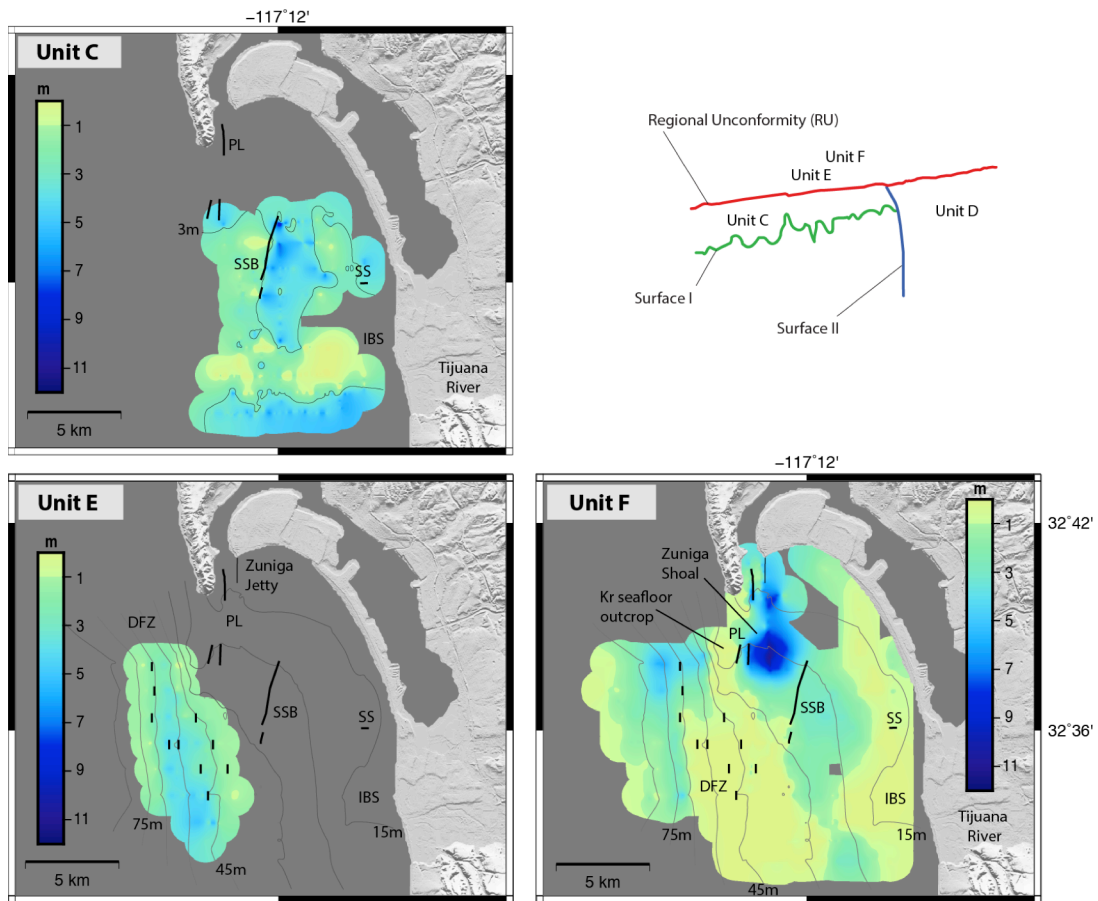 −117˚12'
Unit C
m
1
3
5
7
9
11
5 km
PL
3m
SSB
SS
IBS
Tijuana
River
Regional Unconformity (RU)
Unit F
Unit E
Unit C
Unit D
Surface I
Surface II
Unit E
m
1
3
5
7
9
11
5 km
Zuniga
Jetty
DFZ
PL
SSB
SS
IBS
75m
15m
45m
−117˚12'
Unit F
m
1
3
5
7
9
11
32˚42'
32˚36'
Zuniga
Shoal
Kr seafloor
outcrop
PL
SSB
SS
DFZ
IBS
Tijuana
River
75m
15m
45m
5 km